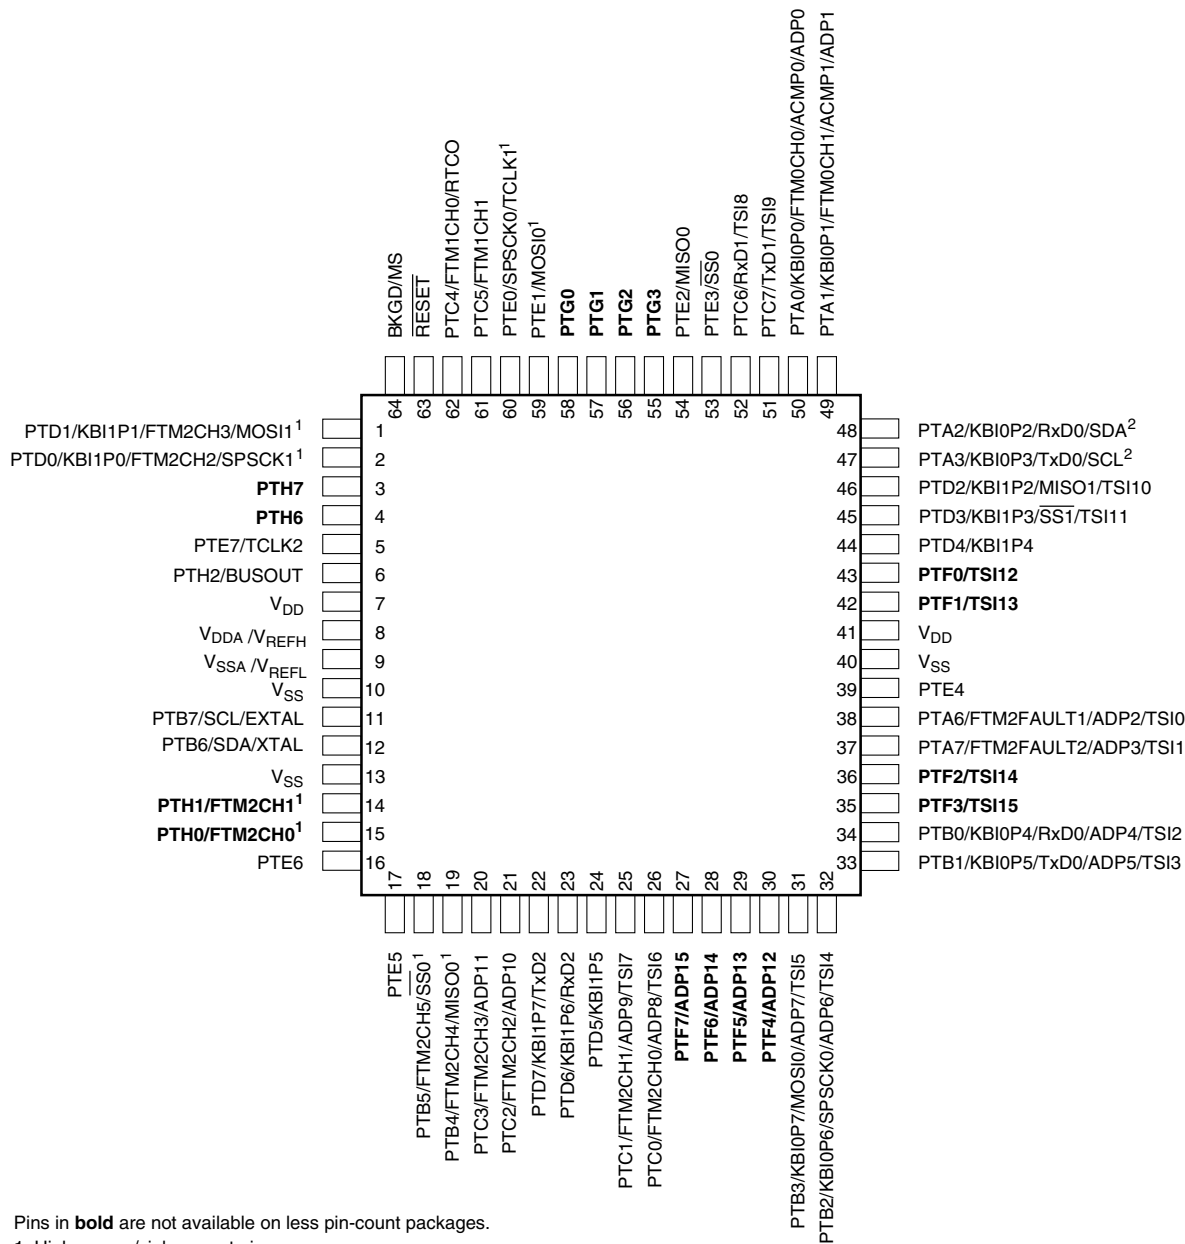 BKGD/MS
RESET
PTC4/FTM1CH0/RTCO
PTC5/FTM1CH1
PTE0/SPSCK0/TCLK1¹
PTE1/MOSI0¹
PTG0
PTG1
PTG2
PTG3
PTE2/MISO0
PTE3/SS0
PTC6/RxD1/TSI8
PTC7/TxD1/TSI9
PTA0/KBI0P0/FTM0CH0/ACMP0/ADP0
PTA1/KBI0P1/FTM0CH1/ACMP1/ADP1
64 63 62 61 60 59 58 57 56 55 54 53 52 51 50 49
PTD1/KBI1P1/FTM2CH3/MOSI1¹ 1 48 PTA2/KBI0P2/RxD0/SDA²
PTD0/KBI1P0/FTM2CH2/SPSCK1¹ 2 47 PTA3/KBI0P3/TxD0/SCL²
PTH7 3 46 PTD2/KBI1P2/MISO1/TSI10
PTH6 4 45 PTD3/KBI1P3/SS1/TSI11
PTE7/TCLK2 5 44 PTD4/KBI1P4
PTH2/BUSOUT 6 43 PTF0/TSI12
VDD 7 42 PTF1/TSI13
VDDA /VREFH 8 41 VDD
VSSA /VREFL 9 40 VSS
VSS 10 39 PTE4
PTB7/SCL/EXTAL 11 38 PTA6/FTM2FAULT1/ADP2/TSI0
PTB6/SDA/XTAL 12 37 PTA7/FTM2FAULT2/ADP3/TSI1
VSS 13 36 PTF2/TSI14
PTH1/FTM2CH1¹ 14 35 PTF3/TSI15
PTH0/FTM2CH0¹ 15 34 PTB0/KBI0P4/RxD0/ADP4/TSI2
PTE6 16 33 PTB1/KBI0P5/TxD0/ADP5/TSI3
17 18 19 20 21 22 23 24 25 26 27 28 29 30 31 32
PTE5
PTB5/FTM2CH5/SS0¹
PTB4/FTM2CH4/MISO0¹
PTC3/FTM2CH3/ADP11
PTC2/FTM2CH2/ADP10
PTD7/KBI1P7/TxD2
PTD6/KBI1P6/RxD2
PTD5/KBI1P5
PTC1/FTM2CH1/ADP9/TSI7
PTC0/FTM2CH0/ADP8/TSI6
PTF7/ADP15
PTF6/ADP14
PTF5/ADP13
PTF4/ADP12
PTB3/KBI0P7/MOSI0/ADP7/TSI5
PTB2/KBI0P6/SPSCK0/ADP6/TSI4
Pins in bold are not available on less pin-count packages.